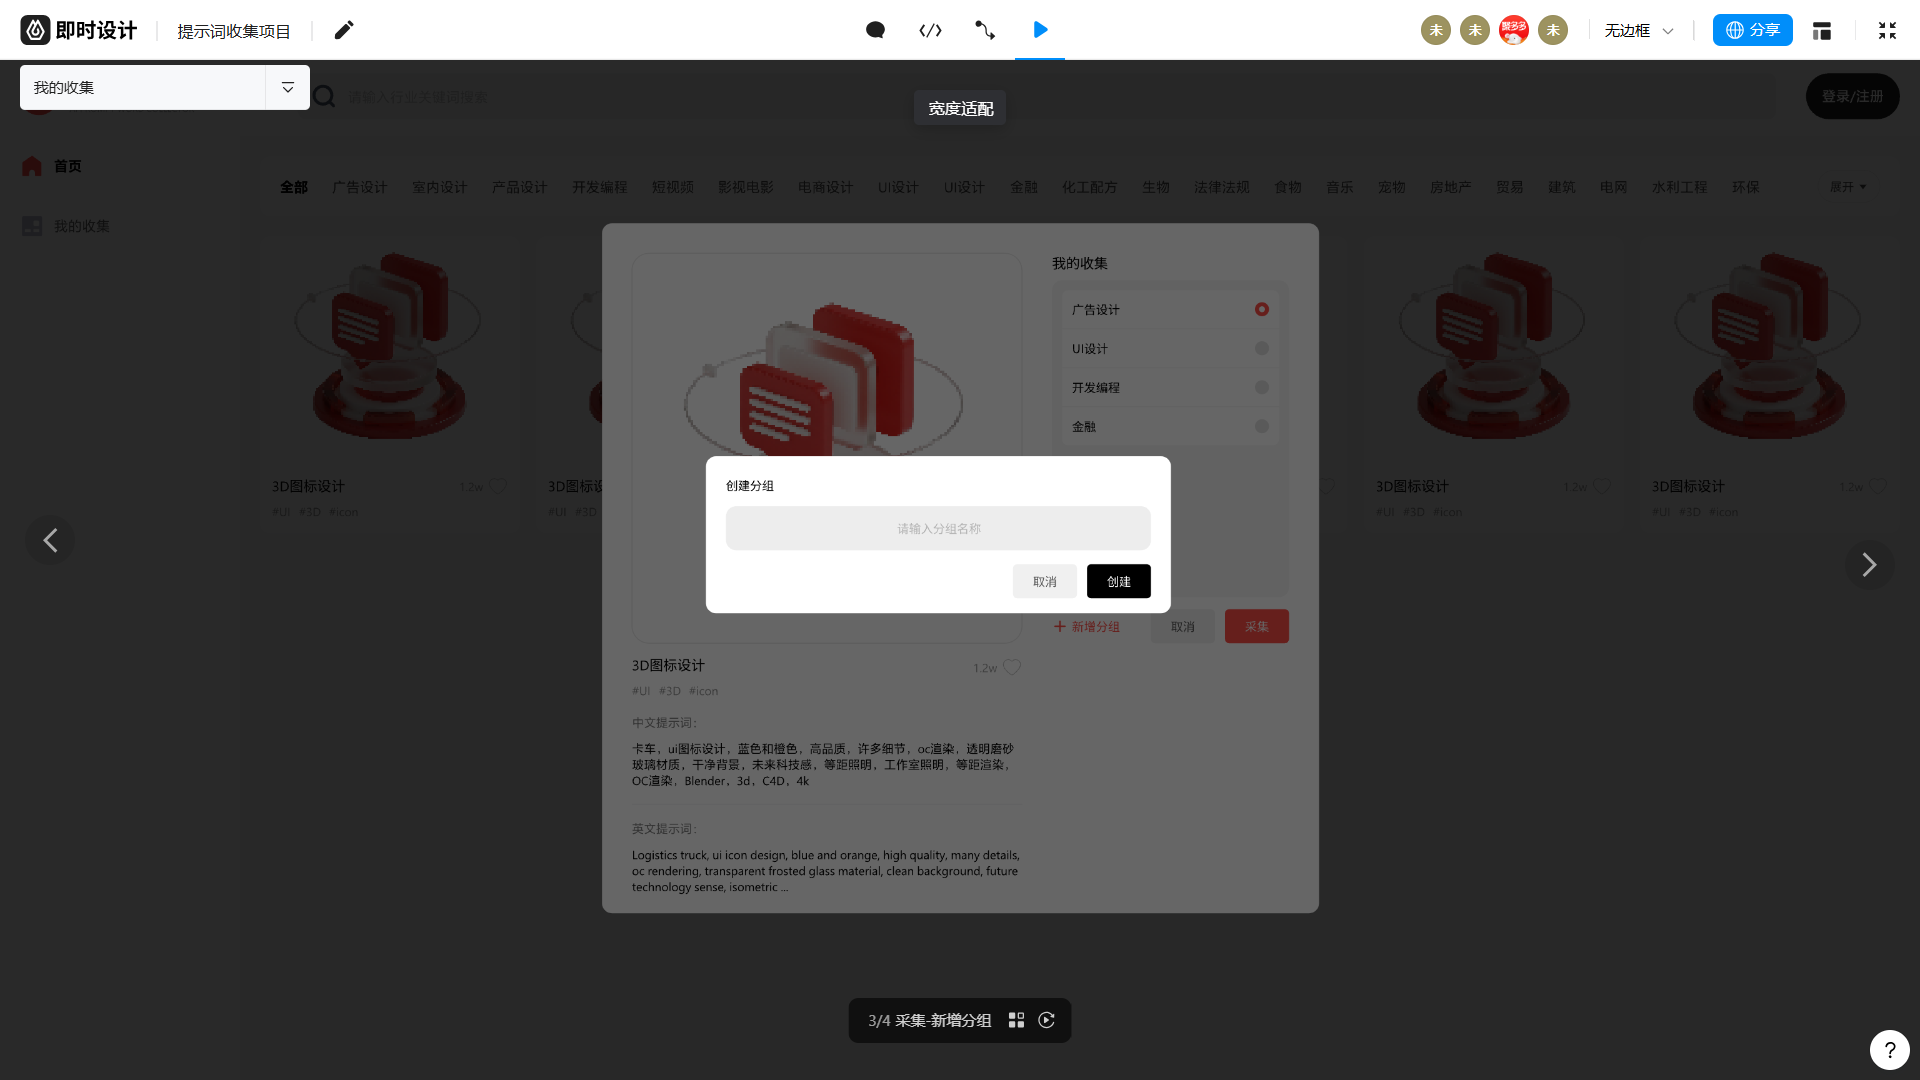 即时设计
提示词收集项目
未 未 聚多多 未
无边框
分享
我的收集
请输入行业关键词搜索
宽度适配
登录/注册
首页
我的收集
全部 广告设计 室内设计 产品设计 开发编程 短视频 影视电影 电商设计 UI设计 UI设计 金融 化工配方 生物 法律法规 食物 音乐 宠物 房地产 贸易 建筑 电网 水利工程 环保 展开
3D图标设计 1.2w
#UI #3D #icon
3D图标设
#UI #3D
3D图标设计 1.2w
#UI #3D #icon
3D图标设计 1.2w
#UI #3D #icon
我的收集
广告设计
UI设计
开发编程
金融
创建分组
请输入分组名称
取消
创建
新增分组
取消
采集
3D图标设计 1.2w
#UI #3D #icon
中文提示词：
卡车，ui图标设计，蓝色和橙色，高品质，许多细节，oc渲染，透明磨砂
玻璃材质，干净背景，未来科技感，等距照明，工作室照明，等距渲染，
OC渲染，Blender，3d，C4D，4k
英文提示词：
Logistics truck, ui icon design, blue and orange, high quality, many details,
oc rendering, transparent frosted glass material, clean background, future
technology sense, isometric ...
3/4 采集-新增分组
?